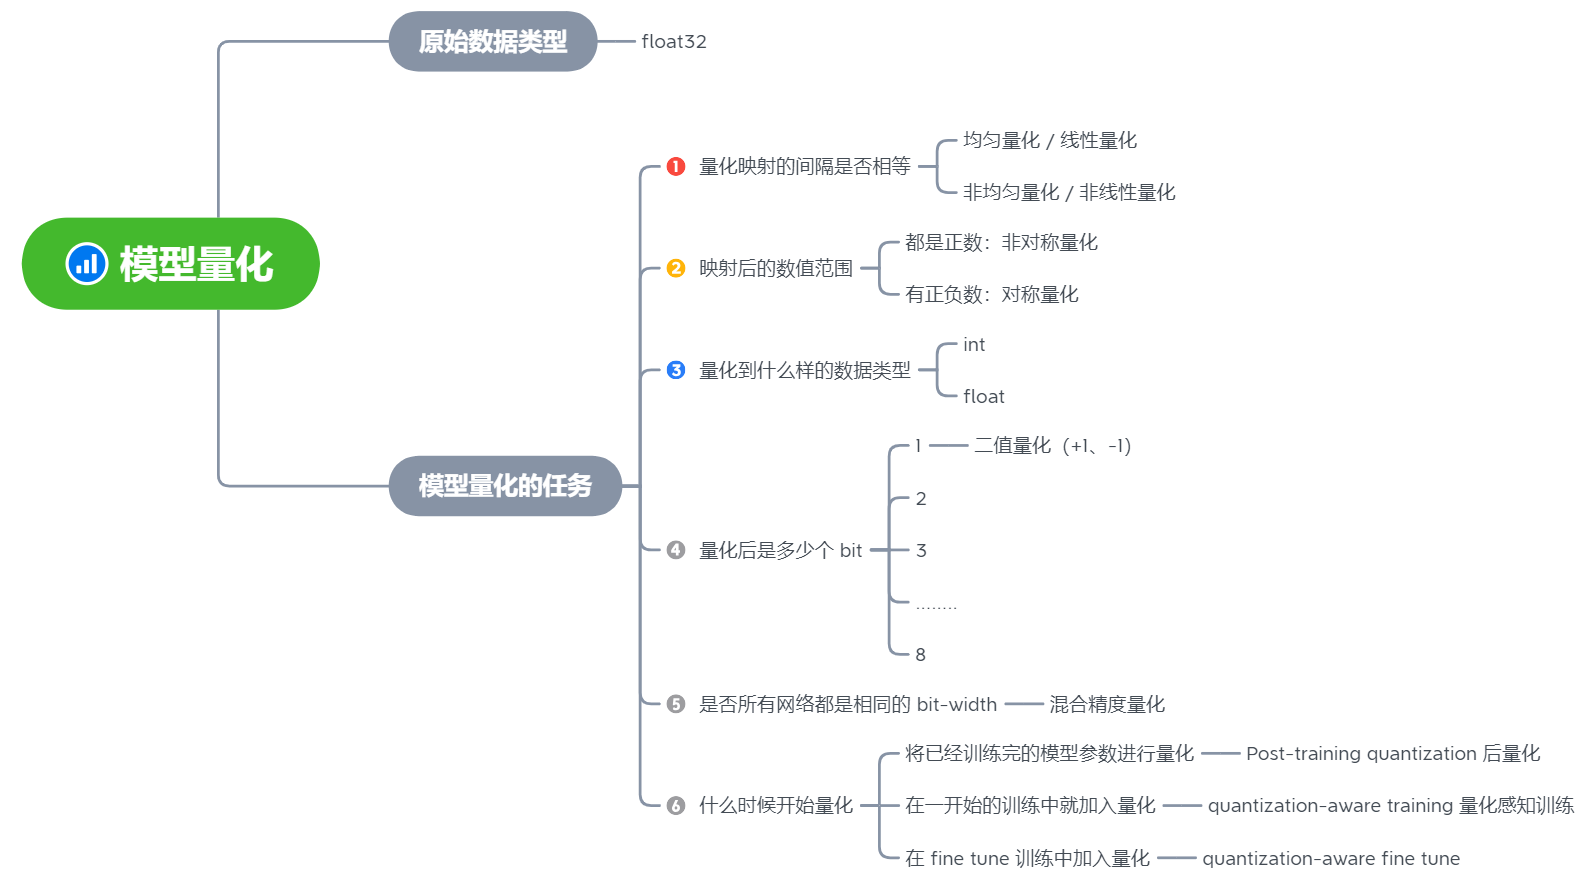 模型量化
原始数据类型
float32
模型量化的任务
1 量化映射的间隔是否相等
均匀量化 / 线性量化
非均匀量化 / 非线性量化
2 映射后的数值范围
都是正数：非对称量化
有正负数：对称量化
3 量化到什么样的数据类型
int
float
4 量化后是多少个 bit
1
二值量化（+1、-1）
2
3
........
8
5 是否所有网络都是相同的 bit-width
混合精度量化
6 什么时候开始量化
将已经训练完的模型参数进行量化
Post-training quantization 后量化
在一开始的训练中就加入量化
quantization-aware training 量化感知训练
在 fine tune 训练中加入量化
quantization-aware fine tune